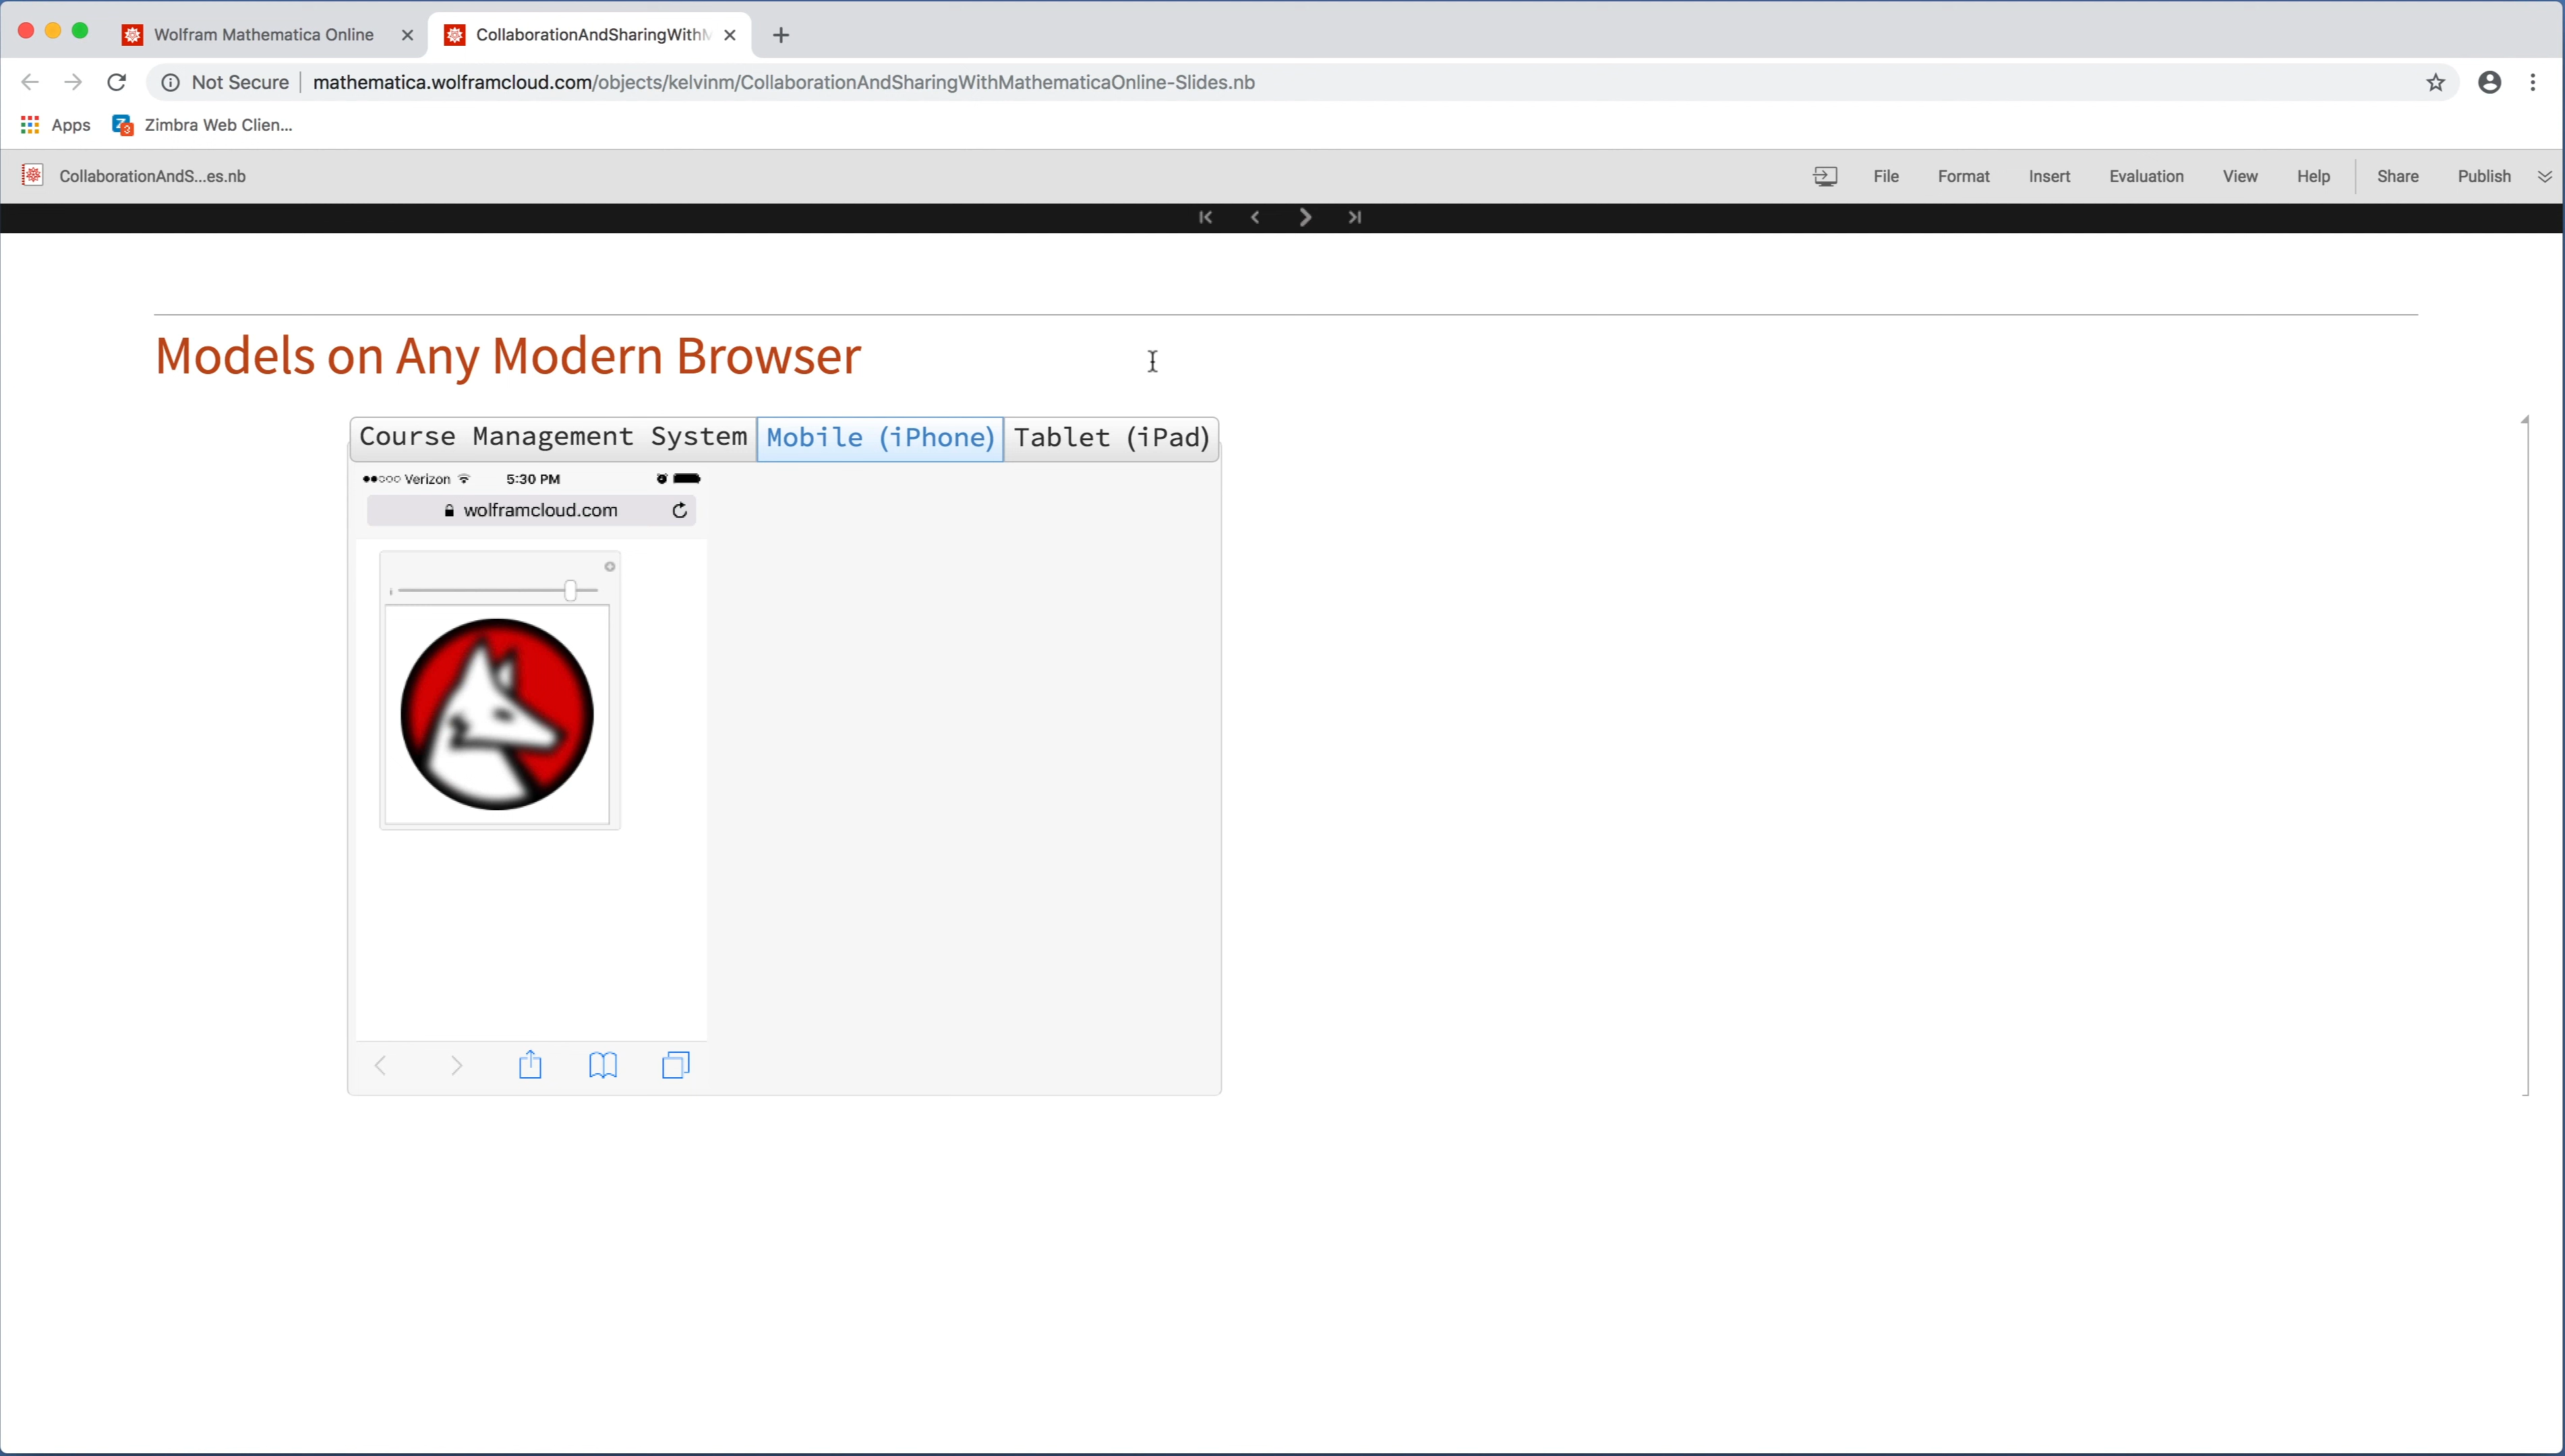 Wolfram Mathematica Online
CollaborationAndSharingWithM
Not Secure
mathematica.wolframcloud.com/objects/kelvinm/CollaborationAndSharingWithMathematicaOnline-Slides.nb
Apps
Zimbra Web Clien...
CollaborationAndS...es.nb
File
Format
Insert
Evaluation
View
Help
Share
Publish
Models on Any Modern Browser
Course Management System
Mobile (iPhone)
Tablet (iPad)
Verizon
5:30 PM
wolframcloud.com